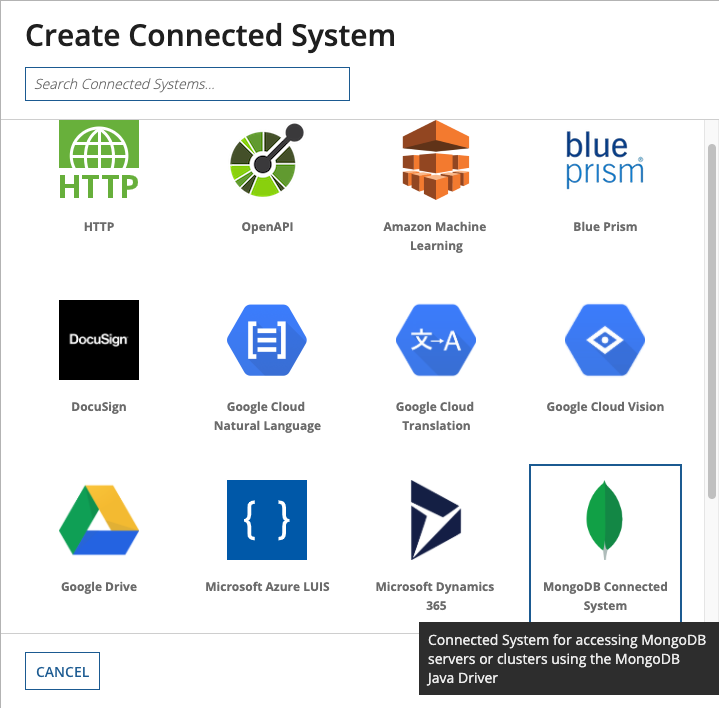 Create Connected System
Search Connected Systems...
HTTP
blue
prism®
HTTP
OpenAPI
Amazon Machine
Learning
Blue Prism
DocuSign
文→A
DocuSign
Google Cloud
Natural Language
Google Cloud
Translation
Google Cloud Vision
{ }
Google Drive
Microsoft Azure LUIS
Microsoft Dynamics
365
MongoDB Connected
System
Connected System for accessing MongoDB
servers or clusters using the MongoDB
Java Driver
CANCEL